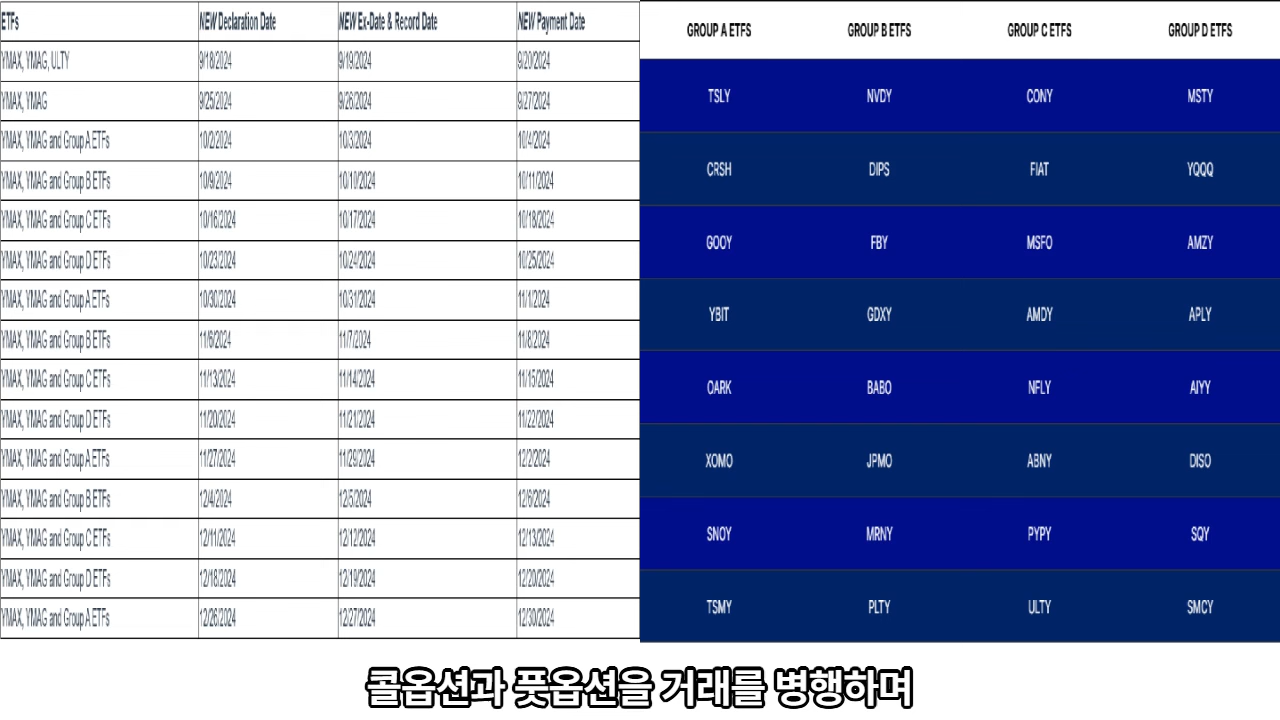 ETFs NEW Declaration Date NEW Ex-Date & Record Date NEW Payment Date
YMAX, YMAG, ULTY 9/18/2024 9/19/2024 9/20/2024
YMAX, YMAG 9/25/2024 9/26/2024 9/27/2024
YMAX, YMAG and Group A ETFs 10/2/2024 10/3/2024 10/4/2024
YMAX, YMAG and Group B ETFs 10/9/2024 10/10/2024 10/11/2024
YMAX, YMAG and Group C ETFs 10/16/2024 10/17/2024 10/18/2024
YMAX, YMAG and Group D ETFs 10/23/2024 10/24/2024 10/25/2024
YMAX, YMAG and Group A ETFs 10/30/2024 10/31/2024 11/1/2024
YMAX, YMAG and Group B ETFs 11/6/2024 11/7/2024 11/8/2024
YMAX, YMAG and Group C ETFs 11/13/2024 11/14/2024 11/15/2024
YMAX, YMAG and Group D ETFs 11/20/2024 11/21/2024 11/22/2024
YMAX, YMAG and Group A ETFs 11/27/2024 11/29/2024 12/2/2024
YMAX, YMAG and Group B ETFs 12/4/2024 12/5/2024 12/6/2024
YMAX, YMAG and Group C ETFs 12/11/2024 12/12/2024 12/13/2024
YMAX, YMAG and Group D ETFs 12/18/2024 12/19/2024 12/20/2024
YMAX, YMAG and Group A ETFs 12/26/2024 12/27/2024 12/30/2024
GROUP A ETFS GROUP B ETFS GROUP C ETFS GROUP D ETFS
TSLY NVDY CONY MSTY
CRSH DIPS FIAT YQQQ
GOOY FBY MSFO AMZY
YBIT GDXY AMDY APLY
OARK BABO NFLY AIYY
XOMO JPMO ABNY DISO
SNOY MRNY PYPY SQY
TSMY PLTY ULTY SMCY
콜옵션과 풋옵션을 거래를 병행하며